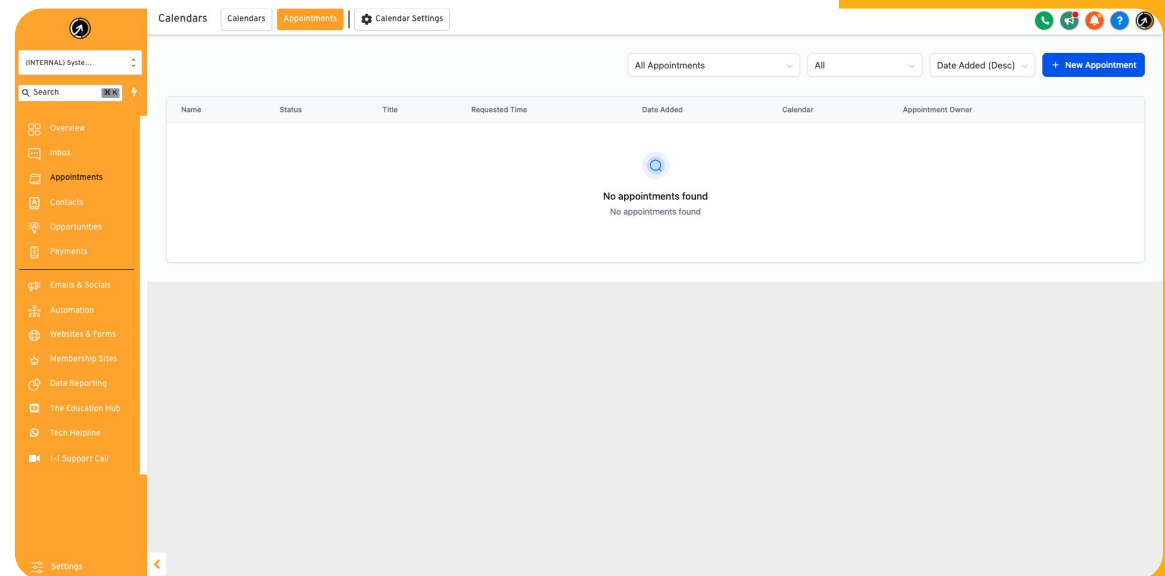 Calendars
Calendars
Appointments
Calendar Settings
(INTERNAL) Syste...
Search
⌘ K
Overview
Inbox
Appointments
Contacts
Opportunities
Payments
Emails & Socials
Automation
Websites & Forms
Membership Sites
Data Reporting
The Education Hub
Tech Helpline
1-1 Support Call
Settings
All Appointments
All
Date Added (Desc)
+ New Appointment
Name Status Title Requested Time Date Added Calendar Appointment Owner
No appointments found
No appointments found